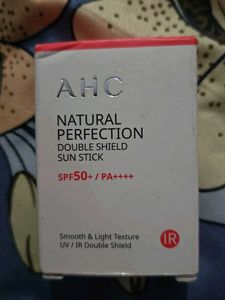 AHC
NATURAL
PERFECTION
DOUBLE SHIELD
SUN STICK
SPF50+ / PA++++
Smooth & Light Texture
UV / IR Double Shield
IR